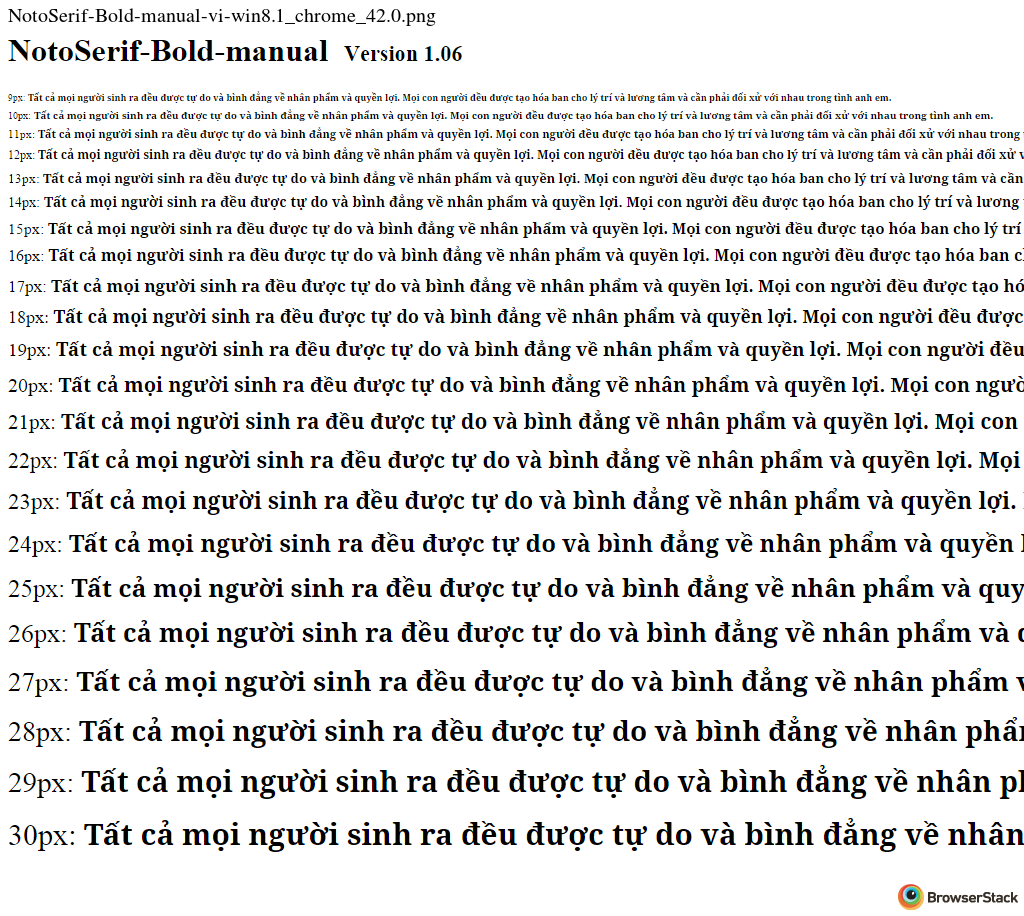 NotoSerif-Bold-manual-vi-win8.1_chrome_42.0.png
NotoSerif-Bold-manual Version 1.06
9px: Tất cả mọi người sinh ra đều được tự do và bình đẳng về nhân phẩm và quyền lợi. Mọi con người đều được tạo hóa ban cho lý trí và lương tâm và cần phải đối xử với nhau trong tình anh em.
10px: Tất cả mọi người sinh ra đều được tự do và bình đẳng về nhân phẩm và quyền lợi. Mọi con người đều được tạo hóa ban cho lý trí và lương tâm và cần phải đối xử với nhau trong tình anh em.
11px: Tất cả mọi người sinh ra đều được tự do và bình đẳng về nhân phẩm và quyền lợi. Mọi con người đều được tạo hóa ban cho lý trí và lương tâm và cần phải đối xử với nhau trong
12px: Tất cả mọi người sinh ra đều được tự do và bình đẳng về nhân phẩm và quyền lợi. Mọi con người đều được tạo hóa ban cho lý trí và lương tâm và cần phải đối xử
13px: Tất cả mọi người sinh ra đều được tự do và bình đẳng về nhân phẩm và quyền lợi. Mọi con người đều được tạo hóa ban cho lý trí và lương tâm và cần
14px: Tất cả mọi người sinh ra đều được tự do và bình đẳng về nhân phẩm và quyền lợi. Mọi con người đều được tạo hóa ban cho lý trí và lương
15px: Tất cả mọi người sinh ra đều được tự do và bình đẳng về nhân phẩm và quyền lợi. Mọi con người đều được tạo hóa ban cho lý trí
16px: Tất cả mọi người sinh ra đều được tự do và bình đẳng về nhân phẩm và quyền lợi. Mọi con người đều được tạo hóa ban
17px: Tất cả mọi người sinh ra đều được tự do và bình đẳng về nhân phẩm và quyền lợi. Mọi con người đều được tạo hó
18px: Tất cả mọi người sinh ra đều được tự do và bình đẳng về nhân phẩm và quyền lợi. Mọi con người đều được
19px: Tất cả mọi người sinh ra đều được tự do và bình đẳng về nhân phẩm và quyền lợi. Mọi con người đều
20px: Tất cả mọi người sinh ra đều được tự do và bình đẳng về nhân phẩm và quyền lợi. Mọi con ngườ
21px: Tất cả mọi người sinh ra đều được tự do và bình đẳng về nhân phẩm và quyền lợi. Mọi con
22px: Tất cả mọi người sinh ra đều được tự do và bình đẳng về nhân phẩm và quyền lợi. Mọi
23px: Tất cả mọi người sinh ra đều được tự do và bình đẳng về nhân phẩm và quyền lợi.
24px: Tất cả mọi người sinh ra đều được tự do và bình đẳng về nhân phẩm và quyền
25px: Tất cả mọi người sinh ra đều được tự do và bình đẳng về nhân phẩm và quy
26px: Tất cả mọi người sinh ra đều được tự do và bình đẳng về nhân phẩm và
27px: Tất cả mọi người sinh ra đều được tự do và bình đẳng về nhân phẩm
28px: Tất cả mọi người sinh ra đều được tự do và bình đẳng về nhân phẩ
29px: Tất cả mọi người sinh ra đều được tự do và bình đẳng về nhân p
30px: Tất cả mọi người sinh ra đều được tự do và bình đẳng về nhân
BrowserStack